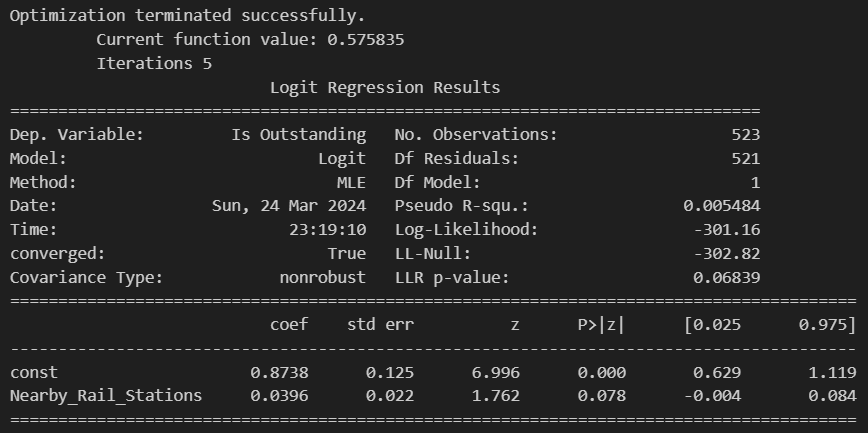 Optimization terminated successfully.
         Current function value: 0.575835
         Iterations 5
                           Logit Regression Results
==============================================================================
Dep. Variable:         Is Outstanding   No. Observations:                  523
Model:                          Logit   Df Residuals:                      521
Method:                           MLE   Df Model:                            1
Date:                Sun, 24 Mar 2024   Pseudo R-squ.:                0.005484
Time:                        23:19:10   Log-Likelihood:                -301.16
converged:                       True   LL-Null:                       -302.82
Covariance Type:            nonrobust   LLR p-value:                   0.06839
========================================================================================
                           coef    std err          z      P>|z|      [0.025      0.975]
----------------------------------------------------------------------------------------
const                    0.8738      0.125      6.996      0.000       0.629       1.119
Nearby_Rail_Stations     0.0396      0.022      1.762      0.078      -0.004       0.084
========================================================================================